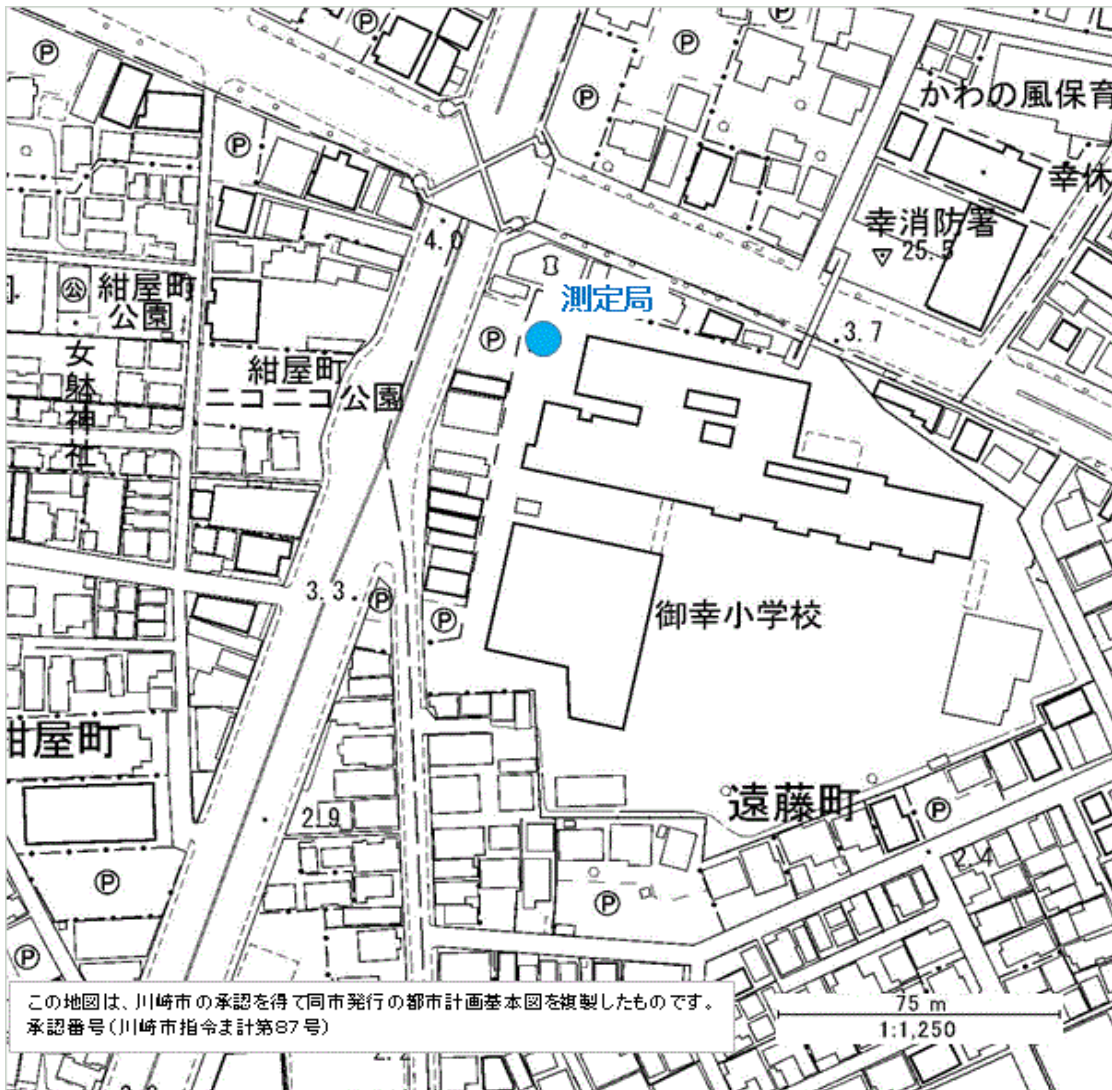 Ⓟ
Ⓟ
Ⓟ
Ⓟ
Ⓟ
Ⓟ
かわの風保育
幸休
幸消防署
25.5
4.0
測定局
公
紺屋町
公園
Ⓟ
3.7
女躰神社
紺屋町
ニコニコ公園
3.3
Ⓟ
Ⓟ
御幸小学校
紺屋町
遠藤町
2.9
Ⓟ
2.4
Ⓟ
Ⓟ
Ⓟ
この地図は、川崎市の承認を得て同市発行の都市計画基本図を複製したものです。
承認番号(川崎市指令ま計第87号)
75 m
1:1,250